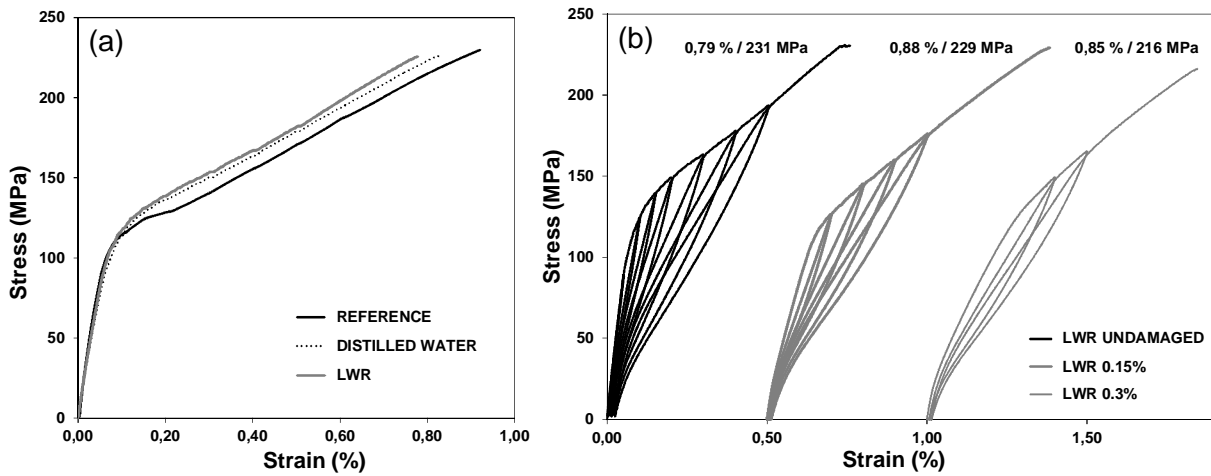 (a)
Stress (MPa)
250
200
150
100
50
0
0,00 0,20 0,40 0,60 0,80 1,00
Strain (%)
REFERENCE
DISTILLED WATER
LWR
(b)
Stress (MPa)
250
200
150
100
50
0
0,00 0,50 1,00 1,50
Strain (%)
0,79 % / 231 MPa 0,88 % / 229 MPa 0,85 % / 216 MPa
LWR UNDAMAGED
LWR 0.15%
LWR 0.3%